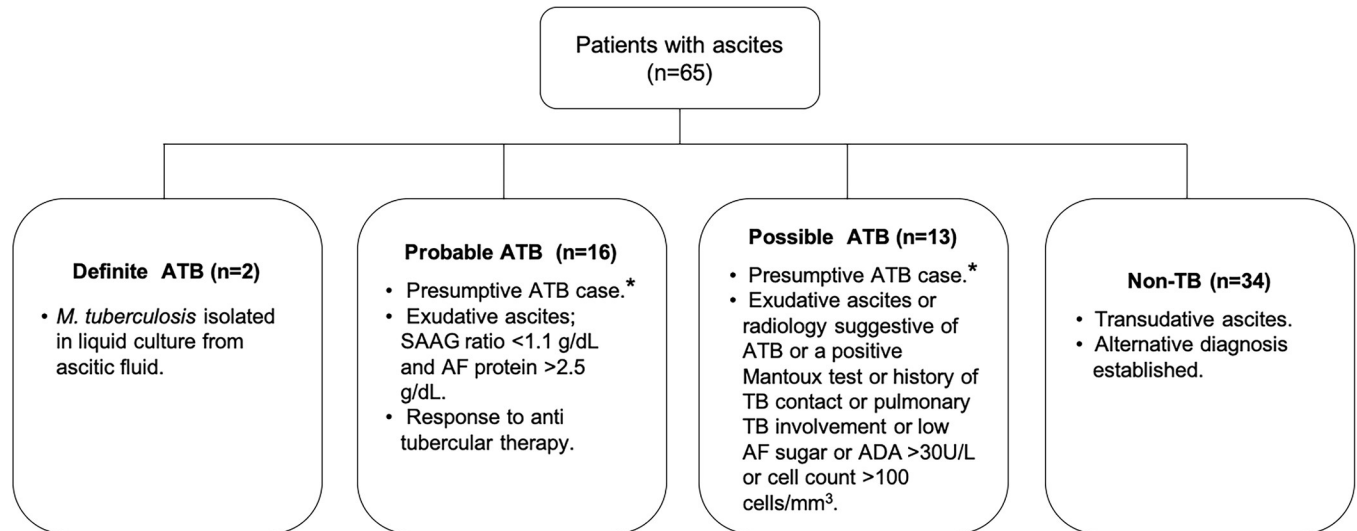 Patients with ascites
(n=65)
Definite ATB (n=2)
• M. tuberculosis isolated
in liquid culture from
ascitic fluid.
Probable ATB (n=16)
• Presumptive ATB case.*
• Exudative ascites;
SAAG ratio <1.1 g/dL
and AF protein >2.5
g/dL.
• Response to anti
tubercular therapy.
Possible ATB (n=13)
• Presumptive ATB case.*
• Exudative ascites or
radiology suggestive of
ATB or a positive
Mantoux test or history of
TB contact or pulmonary
TB involvement or low
AF sugar or ADA >30U/L
or cell count >100
cells/mm³.
Non-TB (n=34)
• Transudative ascites.
• Alternative diagnosis
established.